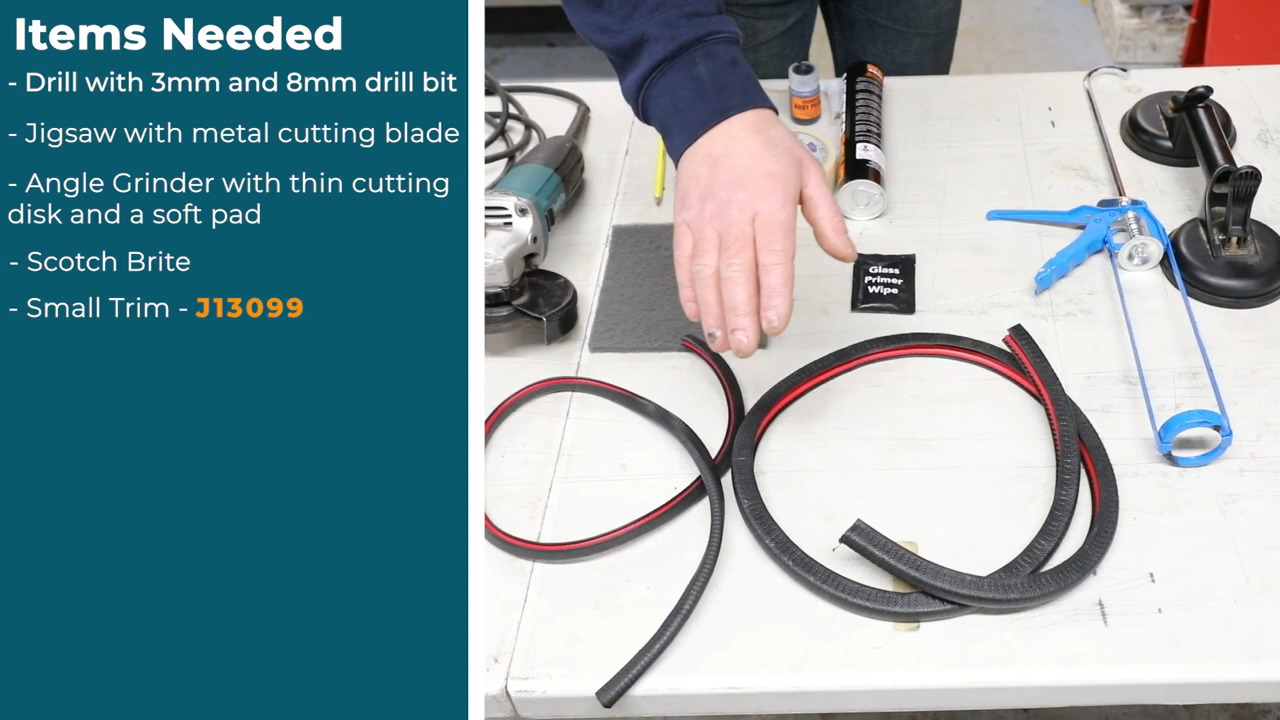 Items Needed
- Drill with 3mm and 8mm drill bit
- Jigsaw with metal cutting blade
- Angle Grinder with thin cutting
disk and a soft pad
- Scotch Brite
- Small Trim - J13099
Glass
Primer
Wipe